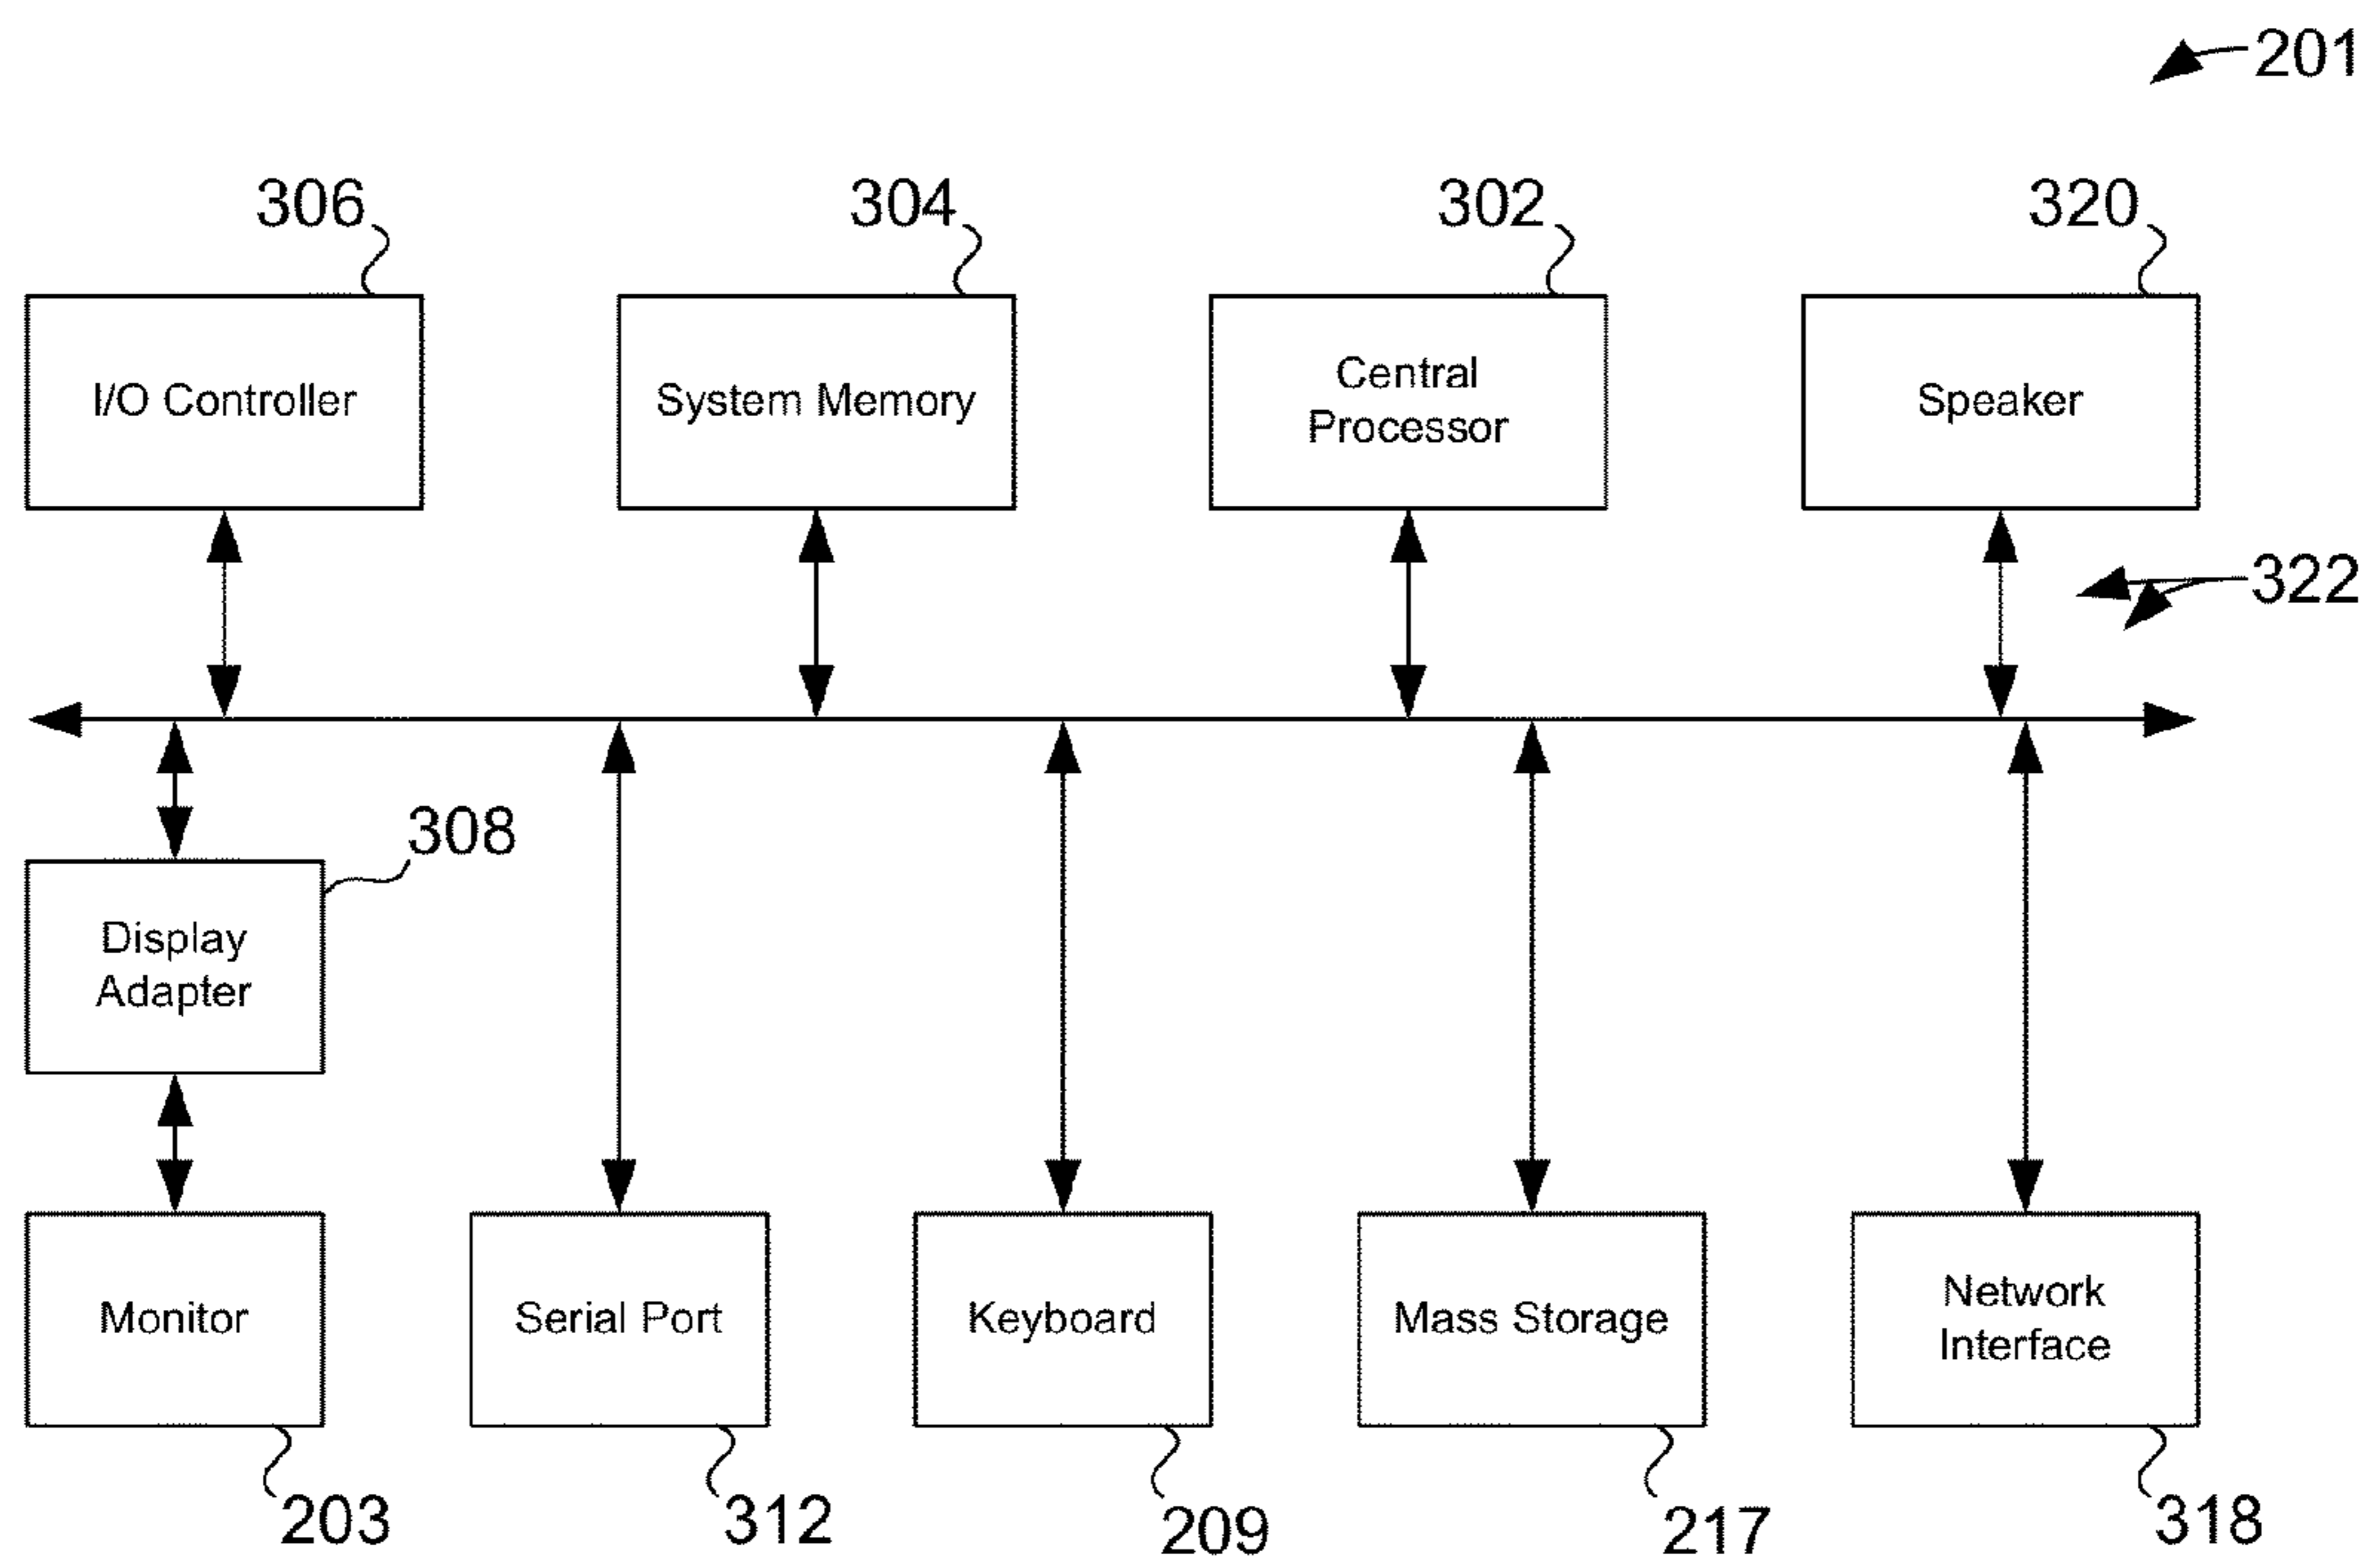 201
306
304
302
320
I/O Controller
System Memory
Central
Processor
Speaker
322
308
Display
Adapter
Monitor
Serial Port
Keyboard
Mass Storage
Network
Interface
203
312
209
217
318